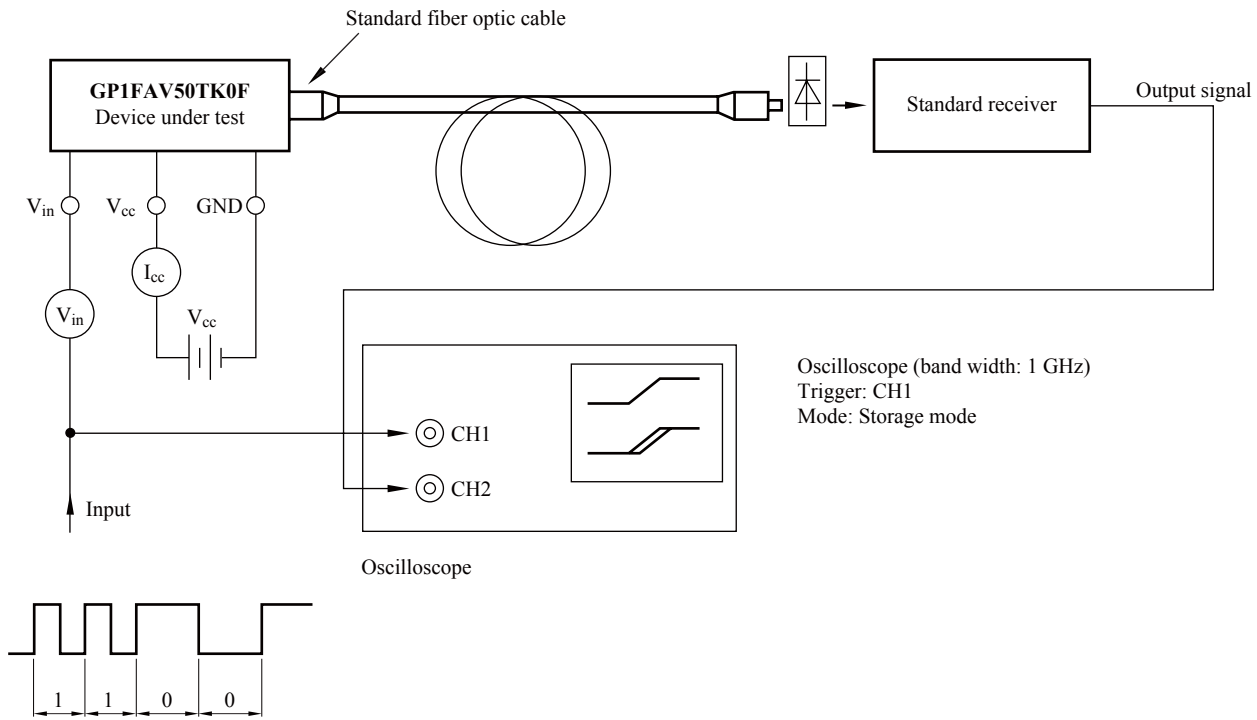 Standard fiber optic cable
GP1FAV50TK0F
Device under test
Standard receiver
Output signal
Vin
Vcc
GND
Icc
Vin
Vcc
Oscilloscope (band width: 1 GHz)
Trigger: CH1
Mode: Storage mode
CH1
CH2
Input
Oscilloscope
1 1 0 0